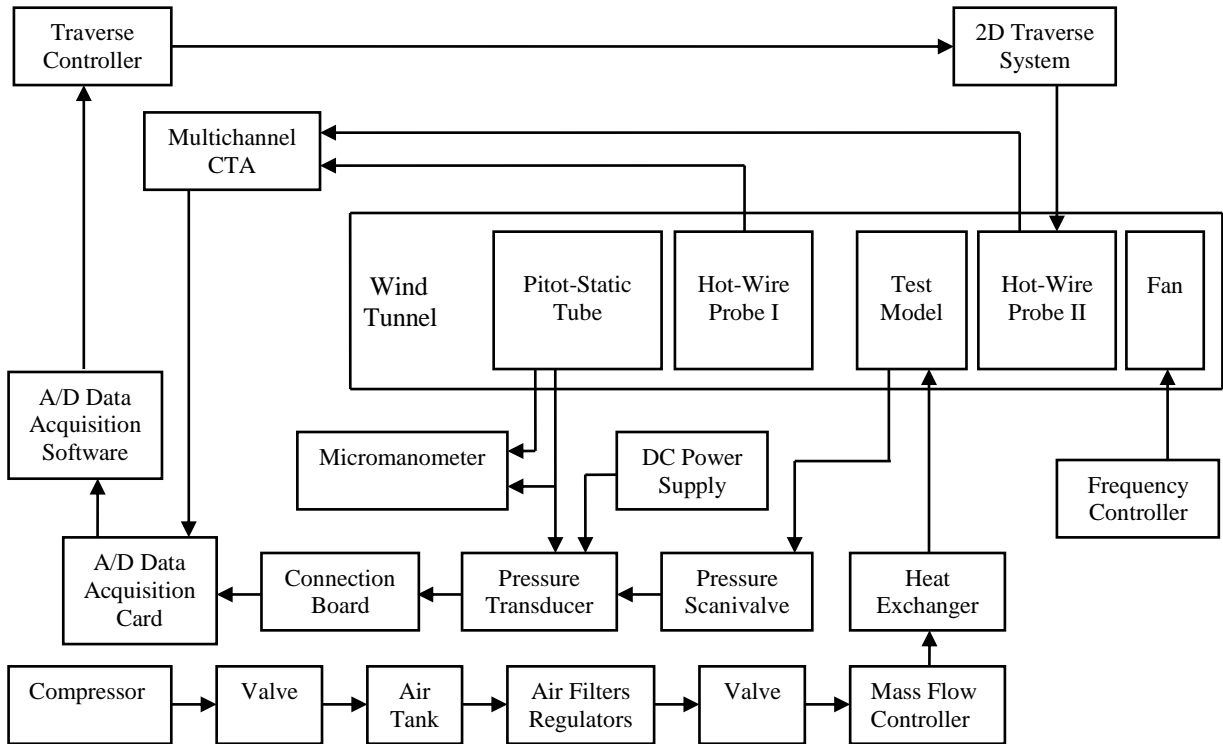 Traverse
Controller
2D Traverse
System
Multichannel
CTA
Wind
Tunnel
Pitot-Static
Tube
Hot-Wire
Probe I
Test
Model
Hot-Wire
Probe II
Fan
A/D Data
Acquisition
Software
Micromanometer
DC Power
Supply
Frequency
Controller
A/D Data
Acquisition
Card
Connection
Board
Pressure
Transducer
Pressure
Scanivalve
Heat
Exchanger
Compressor
Valve
Air
Tank
Air Filters
Regulators
Valve
Mass Flow
Controller